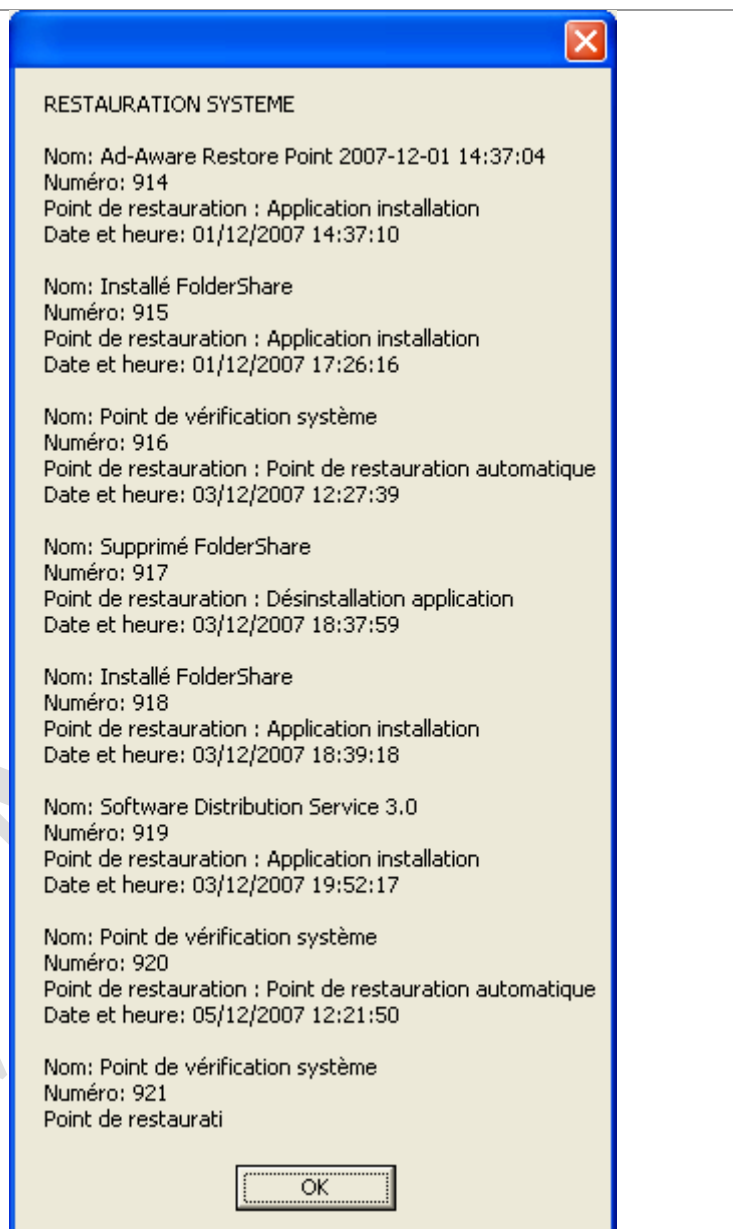 RESTAURATION SYSTEME
Nom: Ad-Aware Restore Point 2007-12-01 14:37:04
Numéro: 914
Point de restauration : Application installation
Date et heure: 01/12/2007 14:37:10
Nom: Installé FolderShare
Numéro: 915
Point de restauration : Application installation
Date et heure: 01/12/2007 17:26:16
Nom: Point de vérification système
Numéro: 916
Point de restauration : Point de restauration automatique
Date et heure: 03/12/2007 12:27:39
Nom: Supprimé FolderShare
Numéro: 917
Point de restauration : Désinstallation application
Date et heure: 03/12/2007 18:37:59
Nom: Installé FolderShare
Numéro: 918
Point de restauration : Application installation
Date et heure: 03/12/2007 18:39:18
Nom: Software Distribution Service 3.0
Numéro: 919
Point de restauration : Application installation
Date et heure: 03/12/2007 19:52:17
Nom: Point de vérification système
Numéro: 920
Point de restauration : Point de restauration automatique
Date et heure: 05/12/2007 12:21:50
Nom: Point de vérification système
Numéro: 921
Point de restaurati
OK